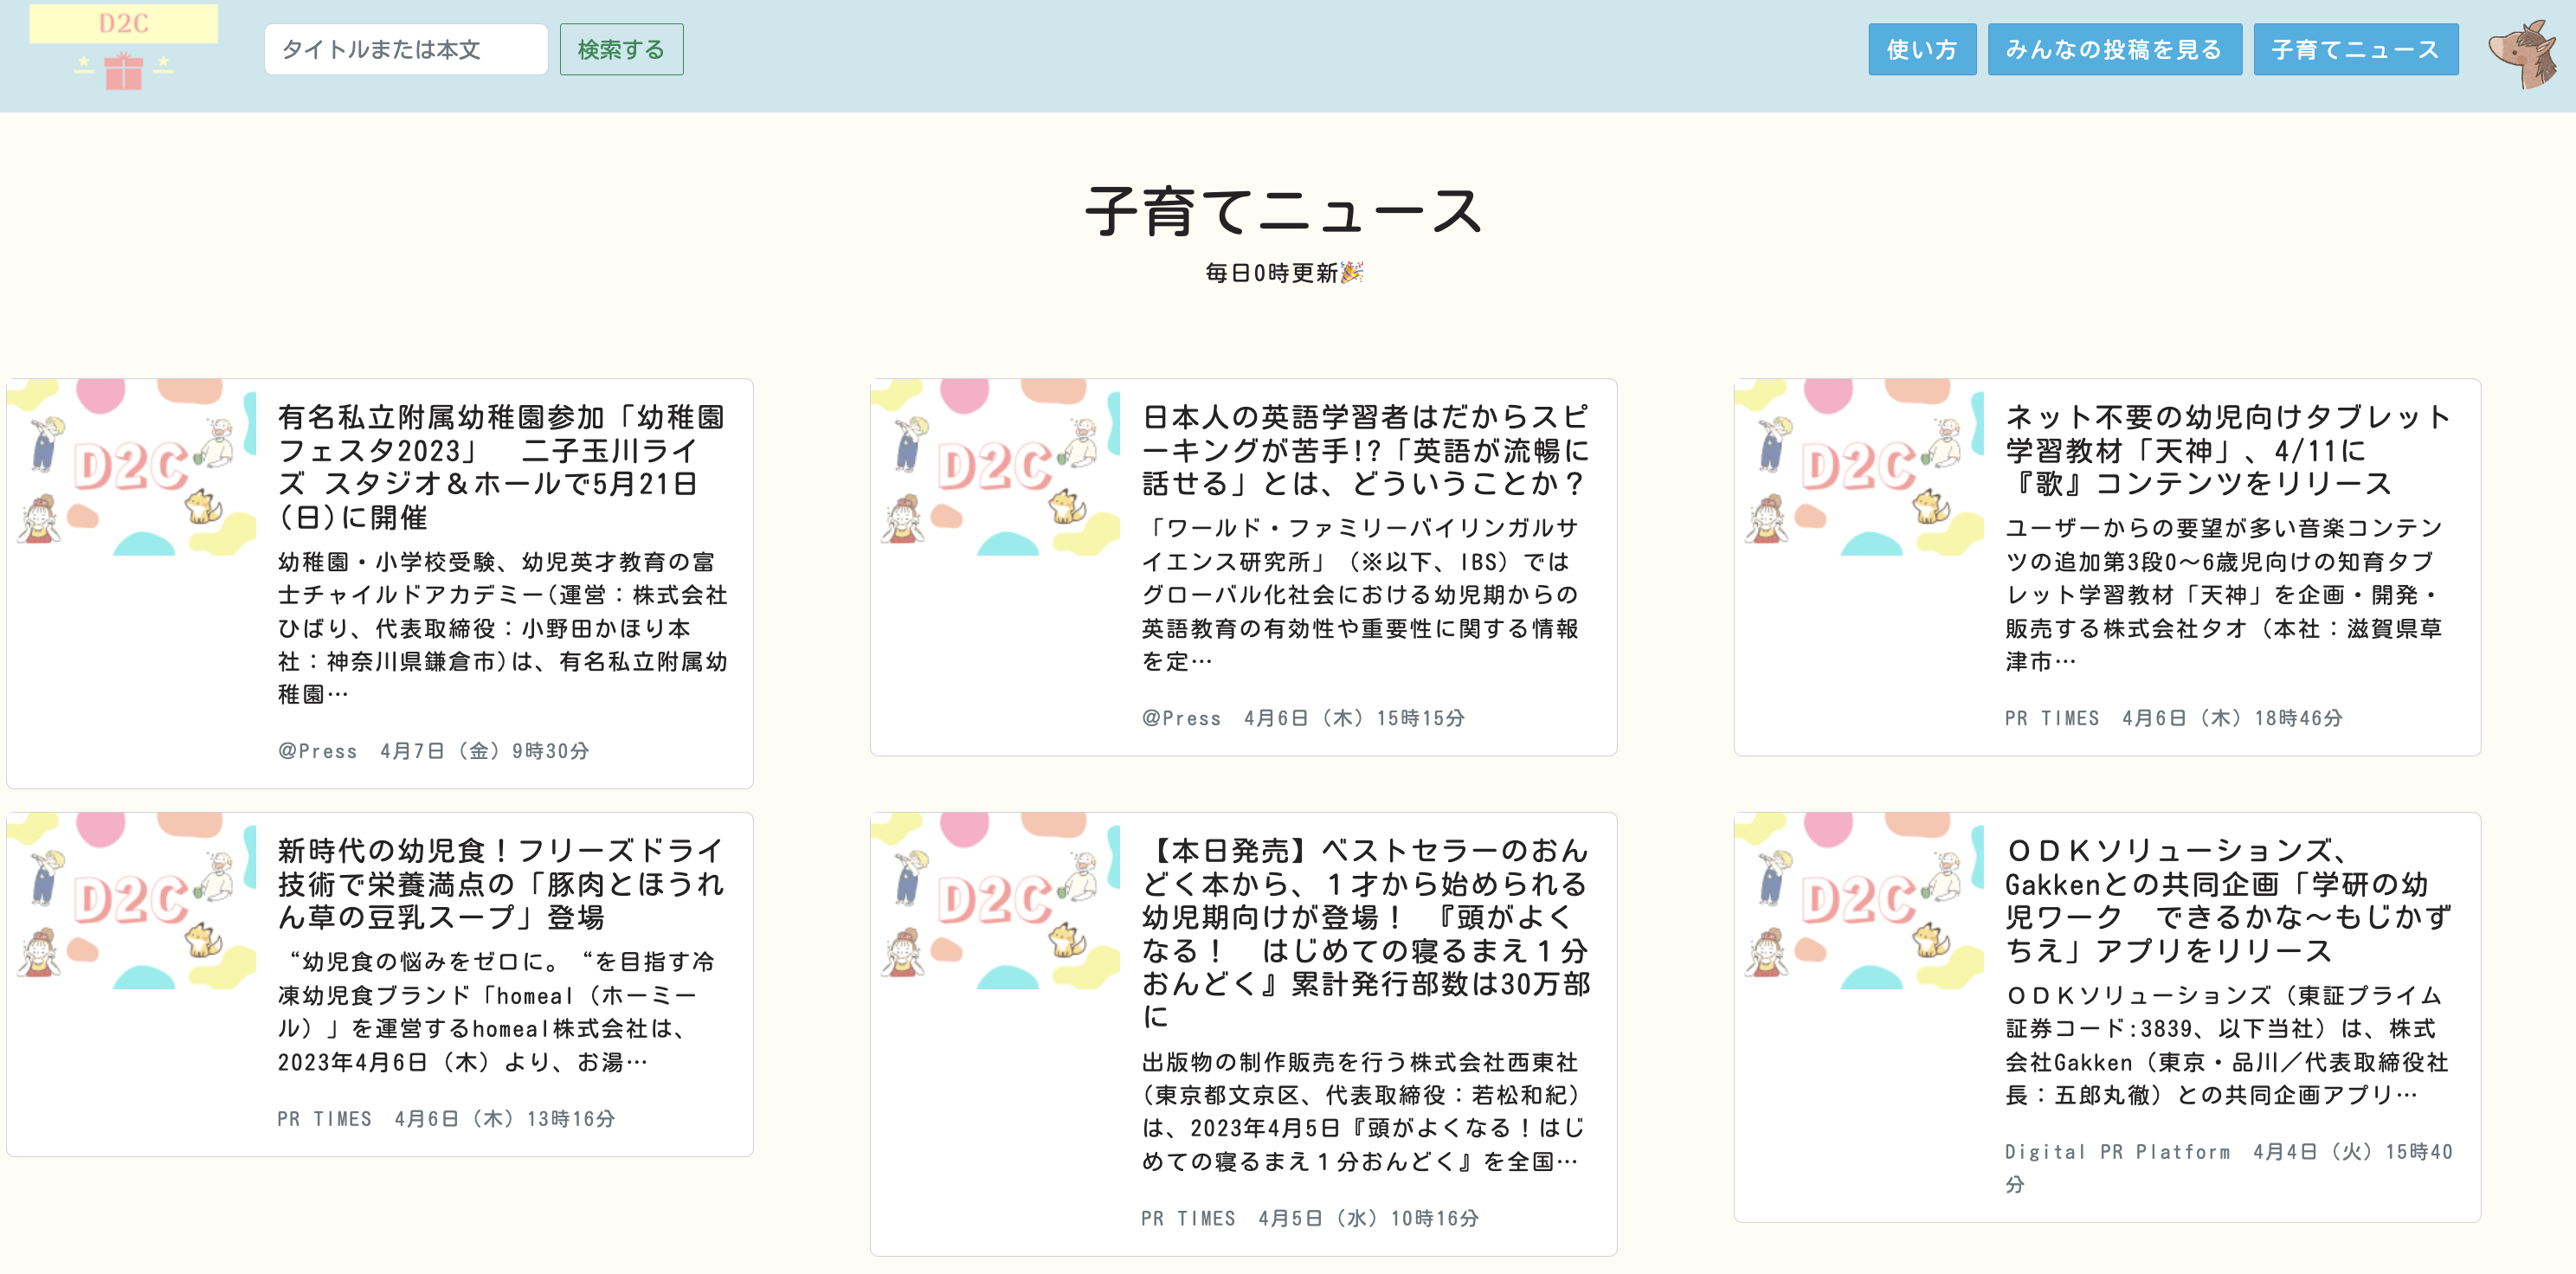 D2C
タイトルまたは本文
検索する
使い方
みんなの投稿を見る
子育てニュース
子育てニュース
毎日0時更新🎉
D2C
有名私立附属幼稚園参加「幼稚園
フェスタ2023」　二子玉川ライ
ズ スタジオ＆ホールで5月21日
(日)に開催
幼稚園・小学校受験、幼児英才教育の富
士チャイルドアカデミー(運営：株式会社
ひばり、代表取締役：小野田かほり本
社：神奈川県鎌倉市)は、有名私立附属幼
稚園…
@Press 4月7日（金）9時30分
D2C
日本人の英語学習者はだからスピ
ーキングが苦手!?「英語が流暢に
話せる」とは、どういうことか？
「ワールド・ファミリーバイリンガルサ
イエンス研究所」（※以下、IBS）では
グローバル化社会における幼児期からの
英語教育の有効性や重要性に関する情報
を定…
@Press 4月6日（木）15時15分
D2C
ネット不要の幼児向けタブレット
学習教材「天神」、4/11に
『歌』コンテンツをリリース
ユーザーからの要望が多い音楽コンテン
ツの追加第3段0～6歳児向けの知育タブ
レット学習教材「天神」を企画・開発・
販売する株式会社タオ（本社：滋賀県草
津市…
PR TIMES 4月6日（木）18時46分
D2C
新時代の幼児食！フリーズドライ
技術で栄養満点の「豚肉とほうれ
ん草の豆乳スープ」登場
“幼児食の悩みをゼロに。“を目指す冷
凍幼児食ブランド「homeal（ホーミー
ル）」を運営するhomeal株式会社は、
2023年4月6日（木）より、お湯…
PR TIMES 4月6日（木）13時16分
D2C
【本日発売】ベストセラーのおん
どく本から、１才から始められる
幼児期向けが登場！　『頭がよく
なる！　はじめての寝るまえ１分
おんどく』累計発行部数は30万部
に
出版物の制作販売を行う株式会社西東社
(東京都文京区、代表取締役：若松和紀)
は、2023年4月5日『頭がよくなる！はじ
めての寝るまえ１分おんどく』を全国…
PR TIMES 4月5日（水）10時16分
D2C
ＯＤＫソリューションズ、
Gakkenとの共同企画「学研の幼
児ワーク　できるかな～もじかず
ちえ」アプリをリリース
ＯＤＫソリューションズ（東証プライム
証券コード:3839、以下当社）は、株式
会社Gakken（東京・品川／代表取締役社
長：五郎丸徹）との共同企画アプリ…
Digital PR Platform 4月4日（火）15時40
分